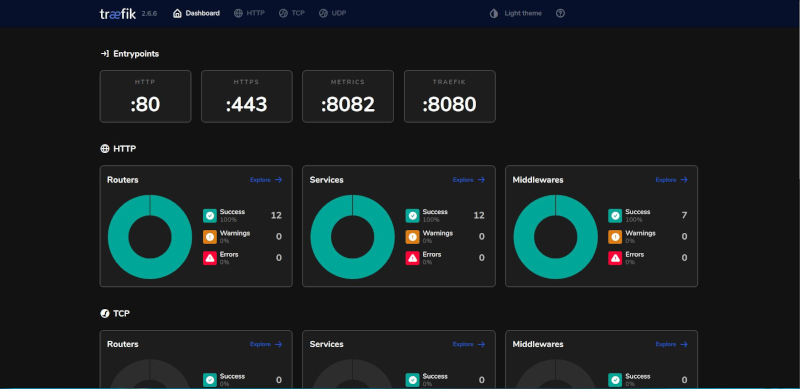 træfik 2.6.6 Dashboard HTTP TCP UDP Light theme
Entrypoints
HTTP HTTPS METRICS TRAEFIK
:80 :443 :8082 :8080
HTTP
Routers Explore Services Explore Middlewares Explore
Success 12 Success 12 Success 7
100% 100% 100%
Warnings 0 Warnings 0 Warnings 0
0% 0% 0%
Errors 0 Errors 0 Errors 0
0% 0% 0%
TCP
Routers Explore Services Explore Middlewares Explore
Success 0 Success 0 Success 0
0% 0% 0%